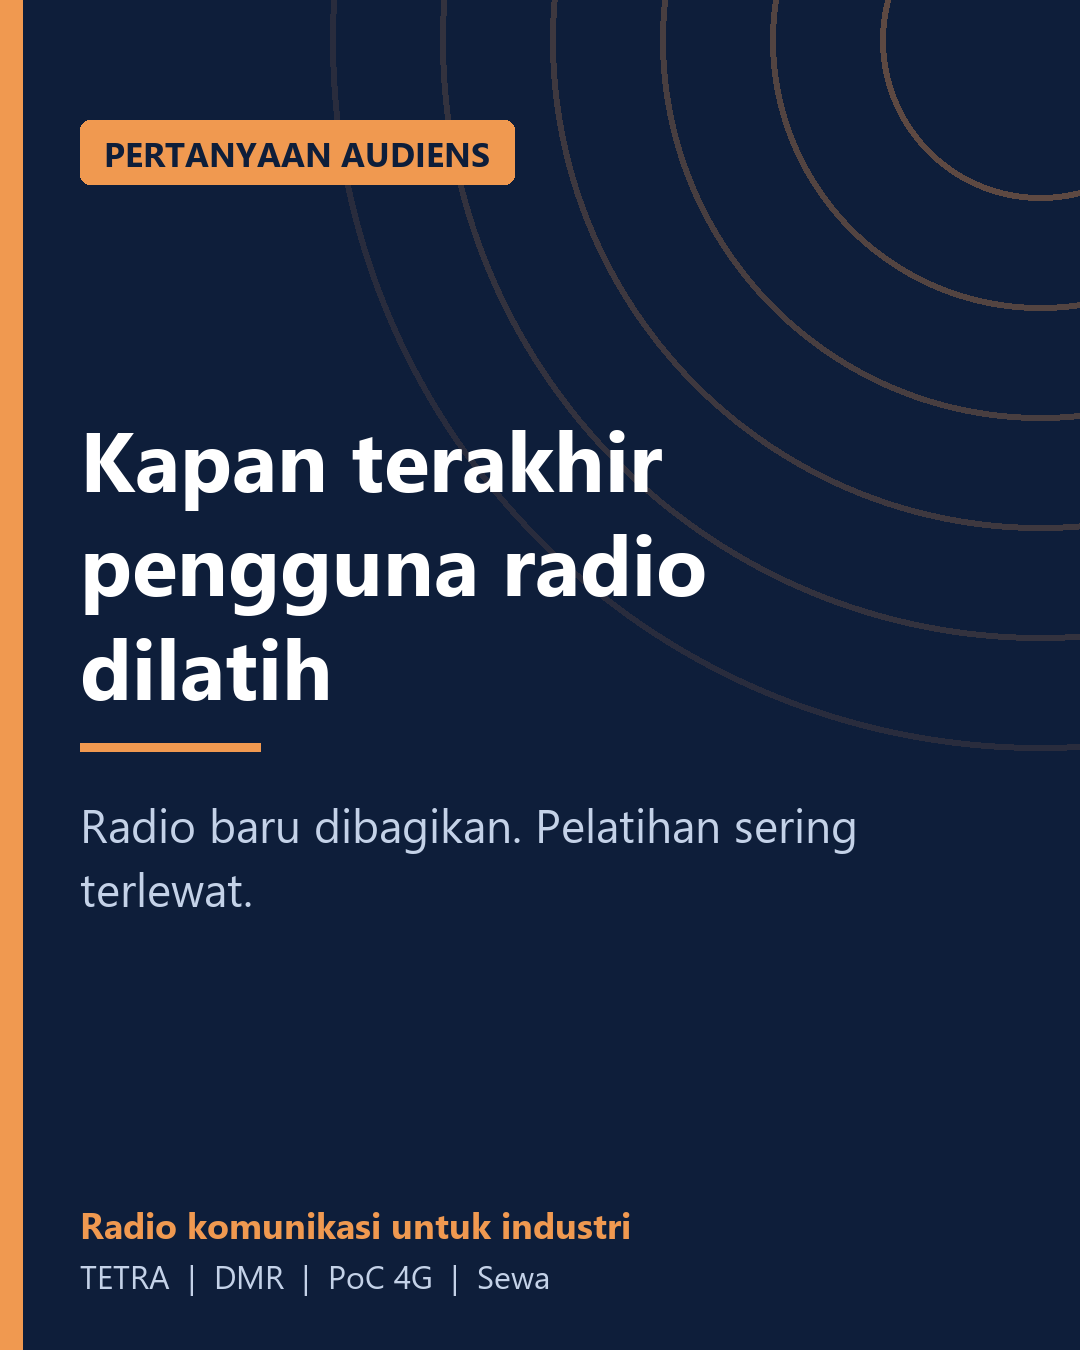 PERTANYAAN AUDIENS
Kapan terakhir
pengguna radio
dilatih
Radio baru dibagikan. Pelatihan sering
terlewat.
Radio komunikasi untuk industri
TETRA | DMR | PoC 4G | Sewa